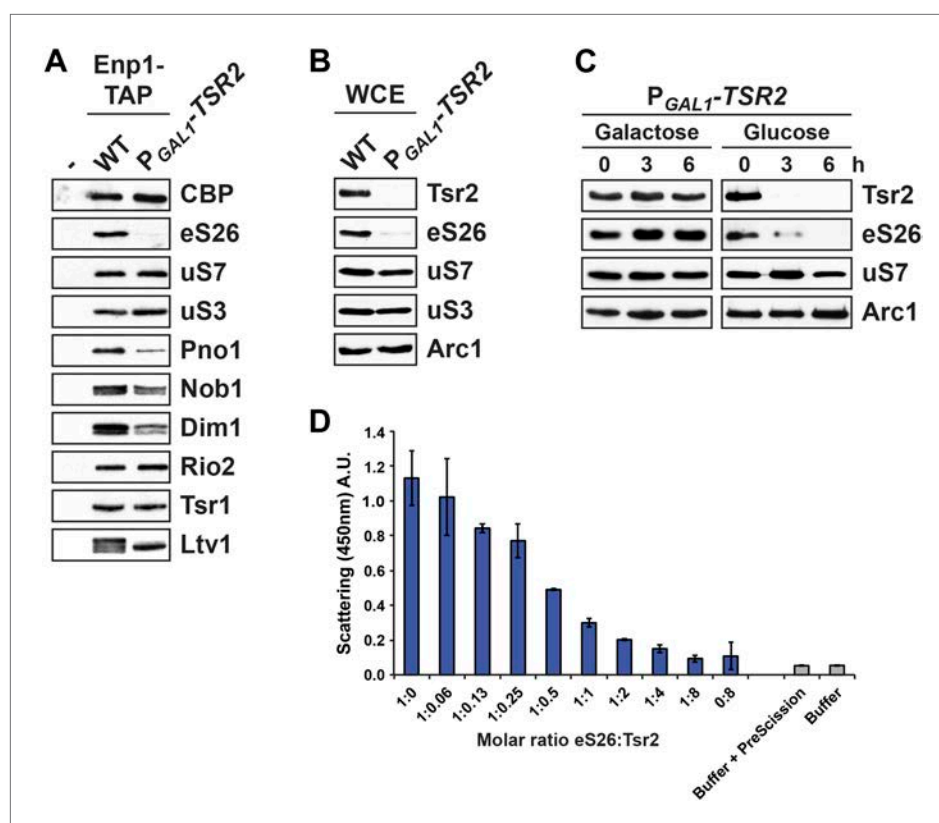 A
Enp1-
TAP
- WT P GAL1-TSR2
CBP
eS26
uS7
uS3
Pno1
Nob1
Dim1
Rio2
Tsr1
Ltv1
B
WCE
WT P GAL1-TSR2
Tsr2
eS26
uS7
uS3
Arc1
C
P GAL1-TSR2
Galactose Glucose
0 3 6 0 3 6 h
Tsr2
eS26
uS7
Arc1
D
Scattering (450nm) A.U.
1.4
1.2
1.0
0.8
0.6
0.4
0.2
0.0
1:0 1:0.06 1:0.13 1:0.25 1:0.5 1:1 1:2 1:4 1:8 0:8 Buffer + PreScission Buffer
Molar ratio eS26:Tsr2